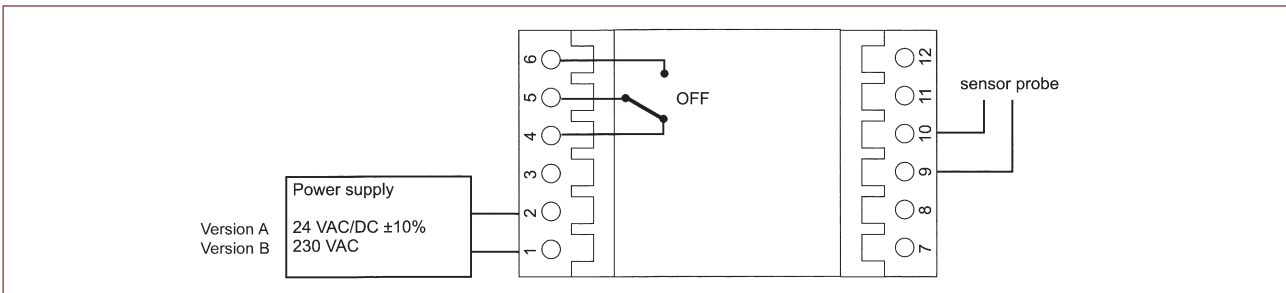 6
5
4
3
2
1
OFF
12
11
10
9
8
7
sensor probe
Power supply
Version A 24 VAC/DC ±10%
Version B 230 VAC